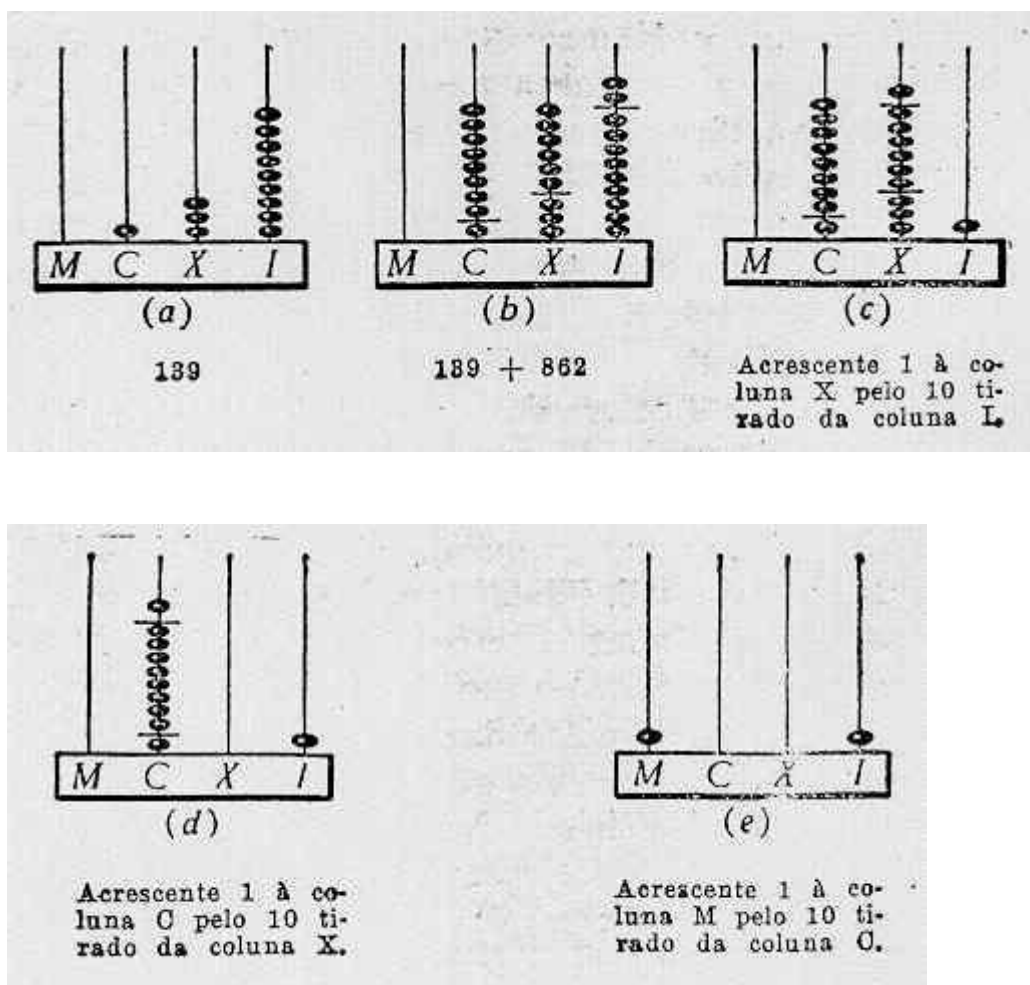 M C X I
(a)
139
M C X I
(b)
139 + 862
M C X I
(c)
Acrescente 1 à co-
luna X pelo 10 ti-
rado da coluna I.
M C X I
(d)
Acrescente 1 à co-
luna C pelo 10 ti-
rado da coluna X.
M C X I
(e)
Acrescente 1 à co-
luna M pelo 10 ti-
rado da coluna C.